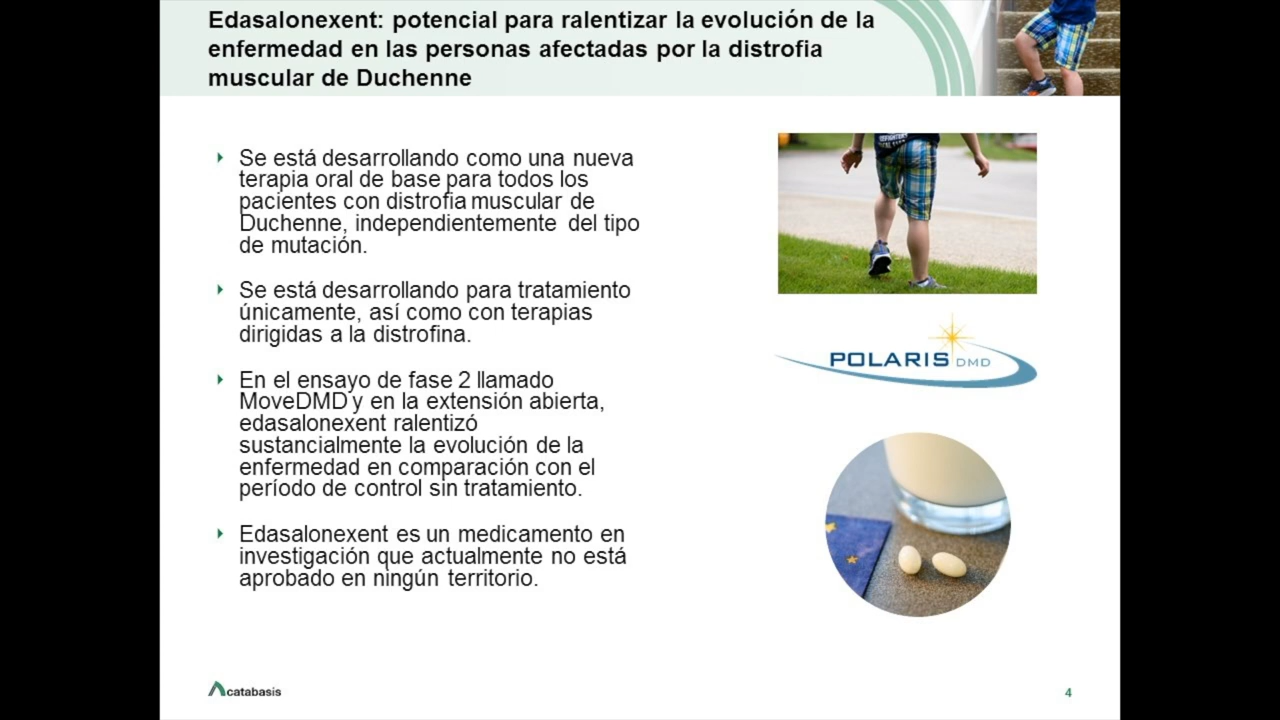 Edasalonexent: potencial para ralentizar la evolución de la
enfermedad en las personas afectadas por la distrofia
muscular de Duchenne
Se está desarrollando como una nueva
terapia oral de base para todos los
pacientes con distrofia muscular de
Duchenne, independientemente del tipo
de mutación.
Se está desarrollando para tratamiento
únicamente, así como con terapias
dirigidas a la distrofina.
En el ensayo de fase 2 llamado
MoveDMD y en la extensión abierta,
edasalonexent ralentizó
sustancialmente la evolución de la
enfermedad en comparación con el
período de control sin tratamiento.
Edasalonexent es un medicamento en
investigación que actualmente no está
aprobado en ningún territorio.
POLARIS DMD
catabasis
4